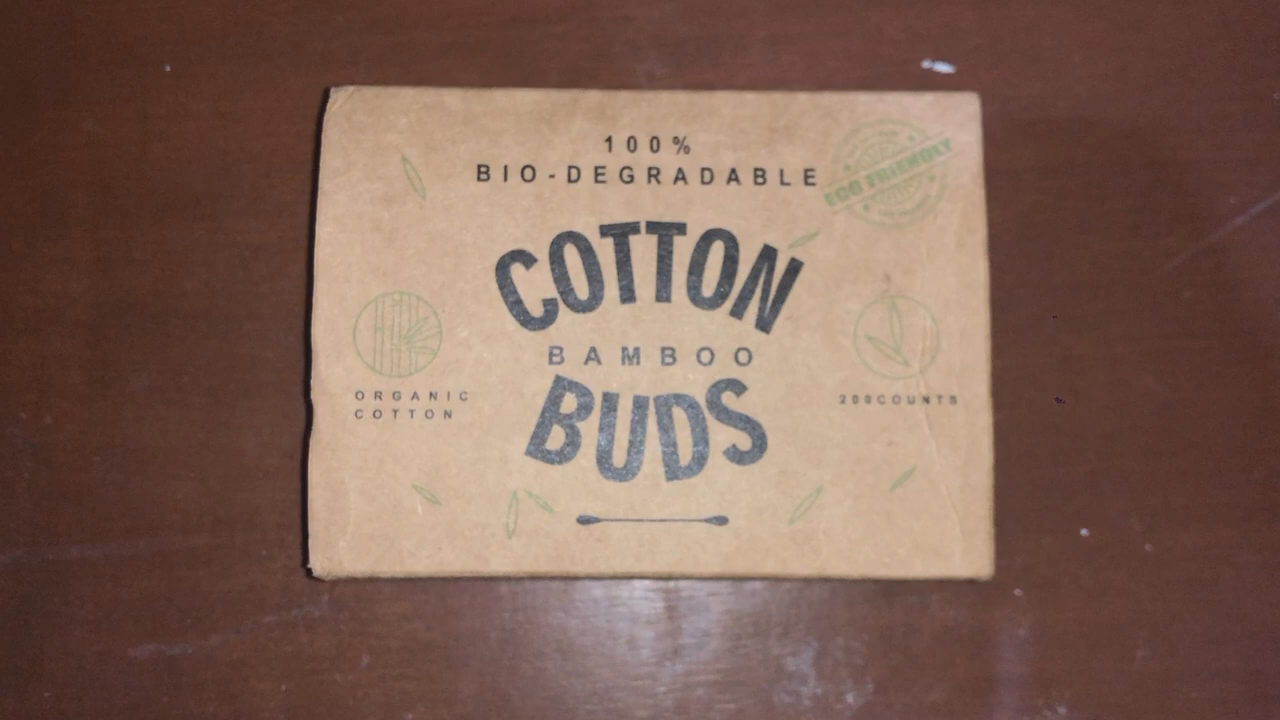 100%
BIO-DEGRADABLE
ECO FRIENDLY
COTTON
BAMBOO
BUDS
ORGANIC
COTTON
200COUNTS